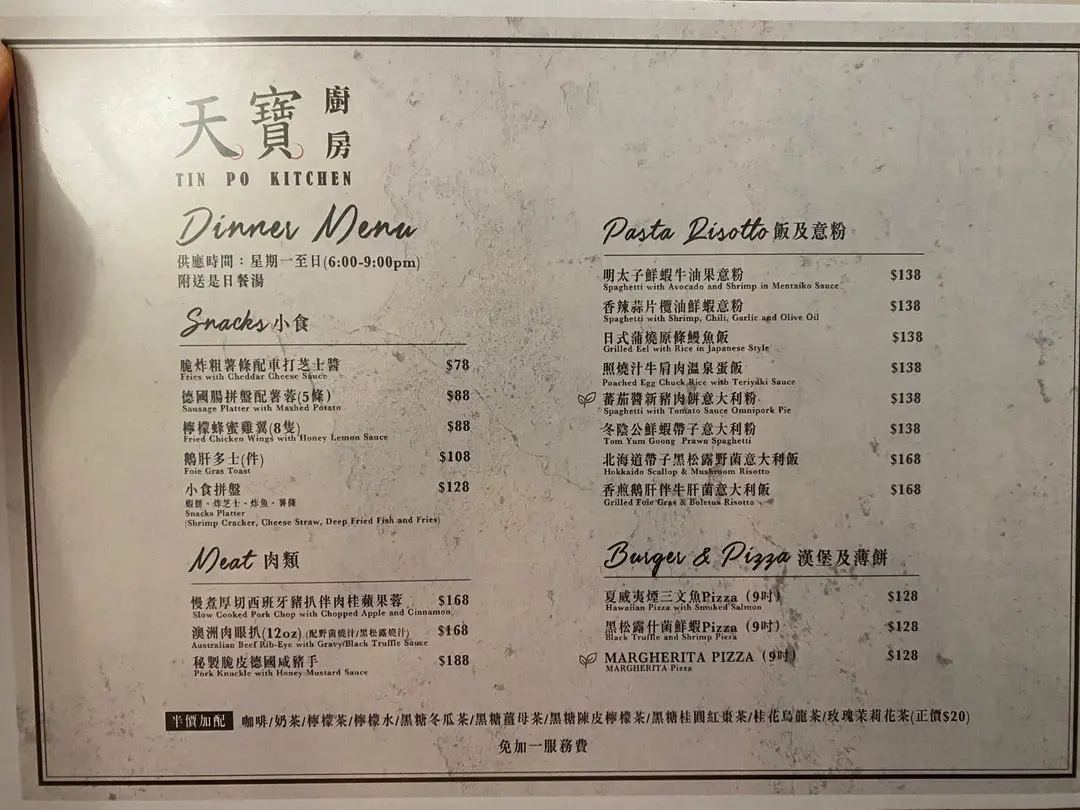 天寶廚房
TIN PO KITCHEN
Dinner Menu
供應時間：星期一至日(6:00-9:00pm)
附送是日餐湯
Snacks 小食
脆炸粗薯條配車打芝士醬 $78
Fries with Cheddar Cheese Sauce
德國腸拼盤配薯蓉(5條) $88
Sausage Platter with Mashed Potato
檸檬蜂蜜雞翼(8隻) $88
Fried Chicken Wings with Honey Lemon Sauce
鵝肝多士(件) $108
Foie Gras Toast
小食拼盤 $128
蝦餅、炸芝士、炸魚、薯條
Snacks Platter
(Shrimp Cracker, Cheese Straw, Deep Fried Fish and Fries)
Meat 肉類
慢煮厚切西班牙豬扒伴肉桂蘋果蓉 $168
Slow Cooked Pork Chop with Chopped Apple and Cinnamon
澳洲肉眼扒(12oz) (配野菌燒汁/黑松露燒汁) $168
Australian Beef Rib-Eye with Gravy/Black Truffle Sauce
秘製脆皮德國咸豬手 $188
Pork Knuckle with Honey Mustard Sauce
Pasta Risotto 飯及意粉
明太子鮮蝦牛油果意粉 $138
Spaghetti with Avocado and Shrimp in Mentaiko Sauce
香辣蒜片欖油鮮蝦意粉 $138
Spaghetti with Shrimp, Chili, Garlic and Olive Oil
日式蒲燒原條鰻魚飯 $138
Grilled Eel with Rice in Japanese Style
照燒汁牛肩肉溫泉蛋飯 $138
Poached Egg Chuck Rice with Teriyaki Sauce
蕃茄醬新豬肉餅意大利粉 $138
Spaghetti with Tomato Sauce Omnipork Pie
冬陰公鮮蝦帶子意大利粉 $138
Tom Yum Goong Prawn Spaghetti
北海道帶子黑松露野菌意大利飯 $168
Hokkaido Scallop & Mushroom Risotto
香煎鵝肝伴牛肝菌意大利飯 $168
Grilled Foie Gras & Boletus Risotto
Burger & Pizza 漢堡及薄餅
夏威夷煙三文魚Pizza（9吋） $128
Hawaiian Pizza with Smoked Salmon
黑松露什菌鮮蝦Pizza（9吋） $128
Black Truffle and Shrimp Pizza
MARGHERITA PIZZA（9吋） $128
MARGHERITA Pizza
半價加配 咖啡/奶茶/檸檬茶/檸檬水/黑糖冬瓜茶/黑糖薑母茶/黑糖陳皮檸檬茶/黑糖桂圓紅棗茶/桂花烏龍茶/玫瑰茉莉花茶(正價$20)
免加一服務費